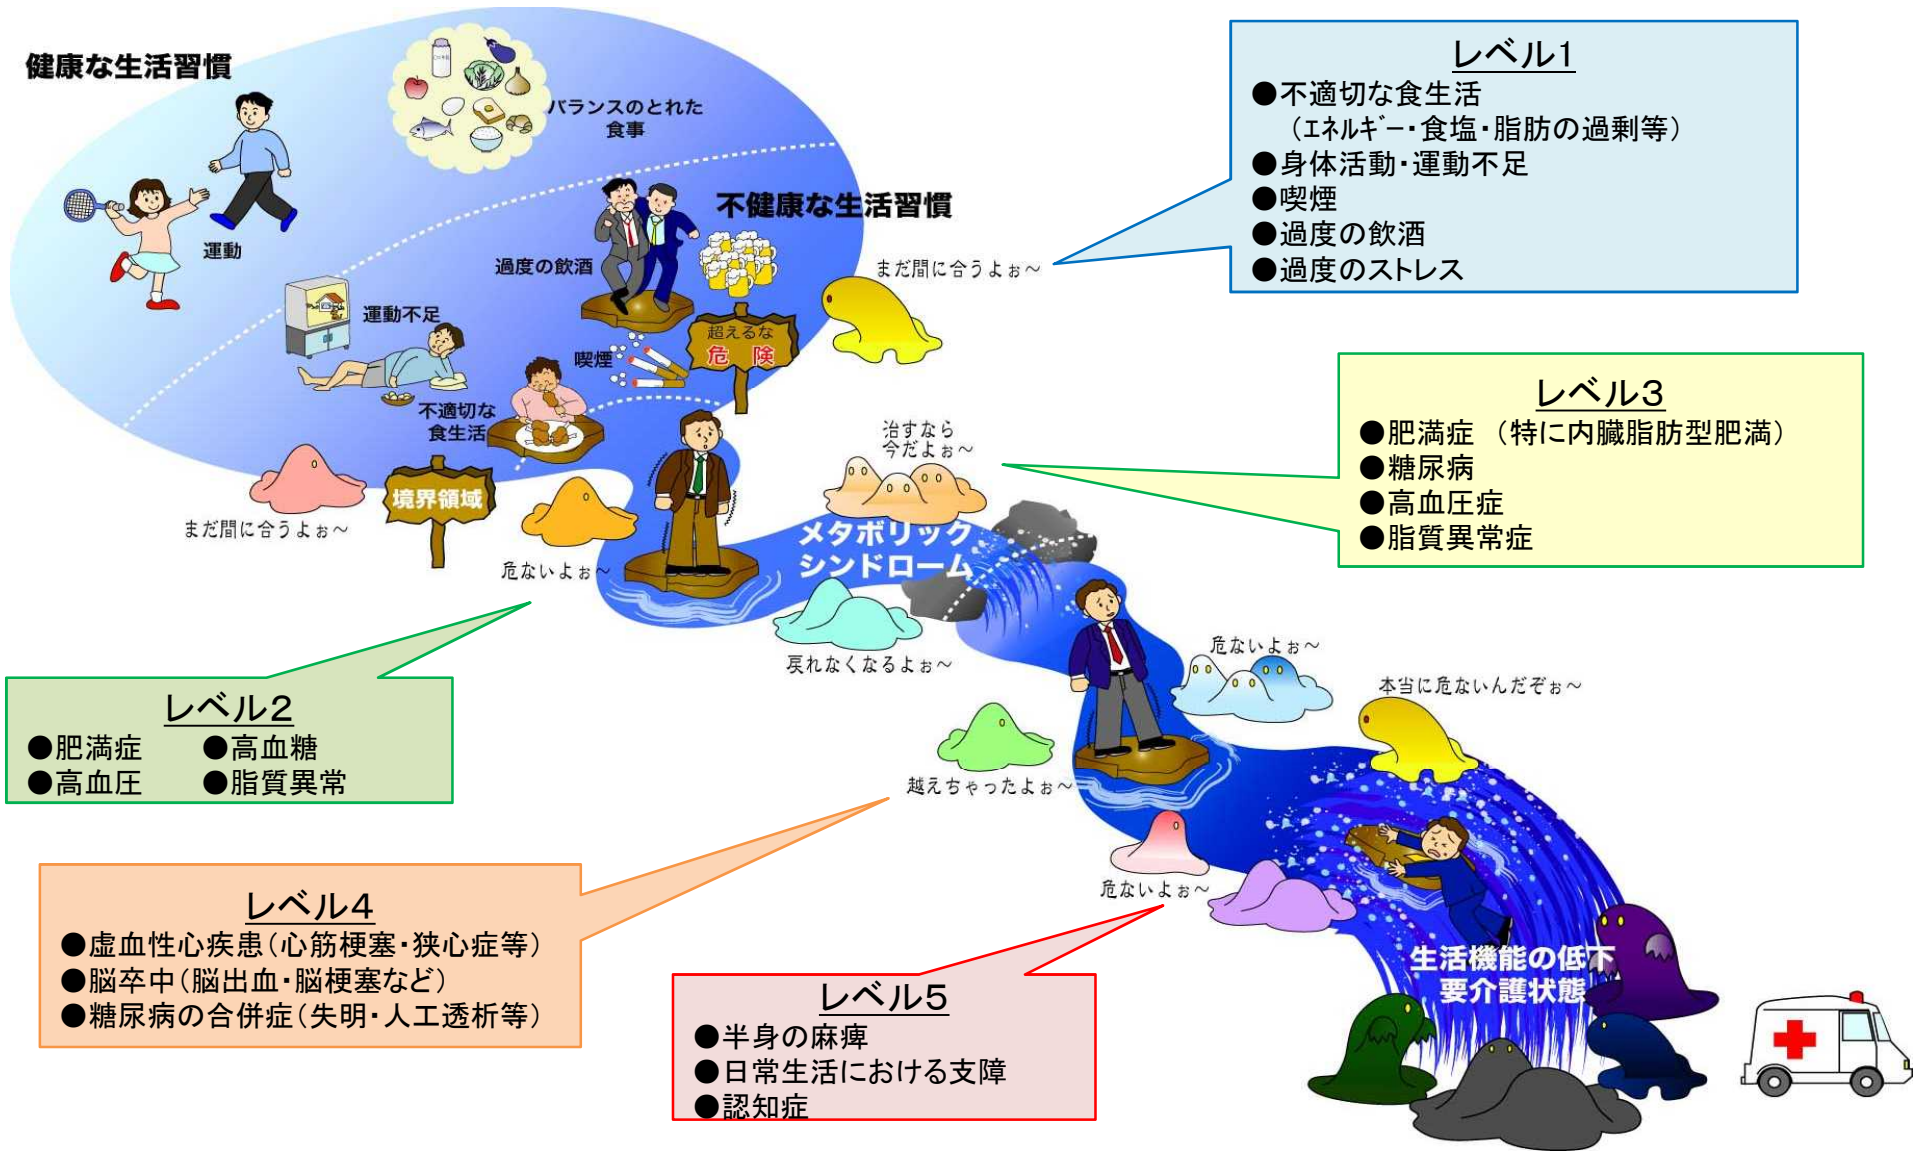 健康な生活習慣
バランスのとれた
食事
運動
不健康な生活習慣
過度の飲酒
運動不足
喫煙
超えるな
危 険
不適切な
食生活
まだ間に合うよぉ～
レベル1
●不適切な食生活
（エネルギー・食塩・脂肪の過剰等）
●身体活動・運動不足
●喫煙
●過度の飲酒
●過度のストレス
まだ間に合うよぉ～
境界領域
危ないよぉ～
レベル2
●肥満症 ●高血糖
●高血圧 ●脂質異常
治すなら
今だよぉ～
メタボリック
シンドローム
戻れなくなるよぉ～
レベル3
●肥満症 （特に内臓脂肪型肥満）
●糖尿病
●高血圧症
●脂質異常症
危ないよぉ～
本当に危ないんだぞぉ～
越えちゃったよぉ～
危ないよぉ～
レベル4
●虚血性心疾患（心筋梗塞・狭心症等）
●脳卒中（脳出血・脳梗塞など）
●糖尿病の合併症（失明・人工透析等）
レベル5
●半身の麻痺
●日常生活における支障
●認知症
生活機能の低下
要介護状態